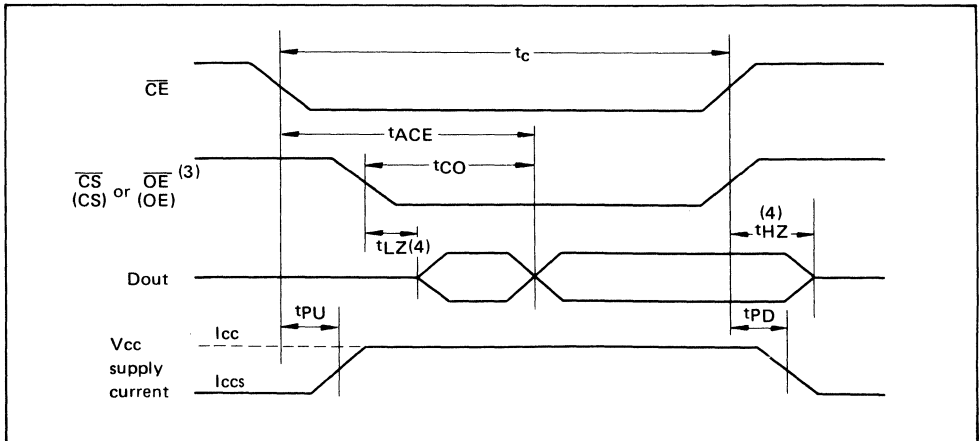 tc
CE
tACE
tCO
CS or OE (3)
(CS) (OE)
(4)
tLZ(4)
tHZ
Dout
tPU
tPD
Vcc
Icc
supply
current
Iccs